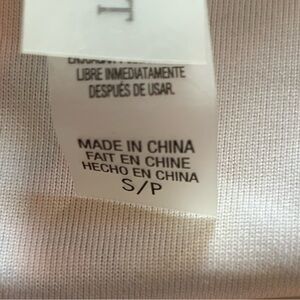 T
LIBRE INMEDIATAMENTE
DESPUÉS DE USAR.
MADE IN CHINA
FAIT EN CHINE
HECHO EN CHINA
S/P